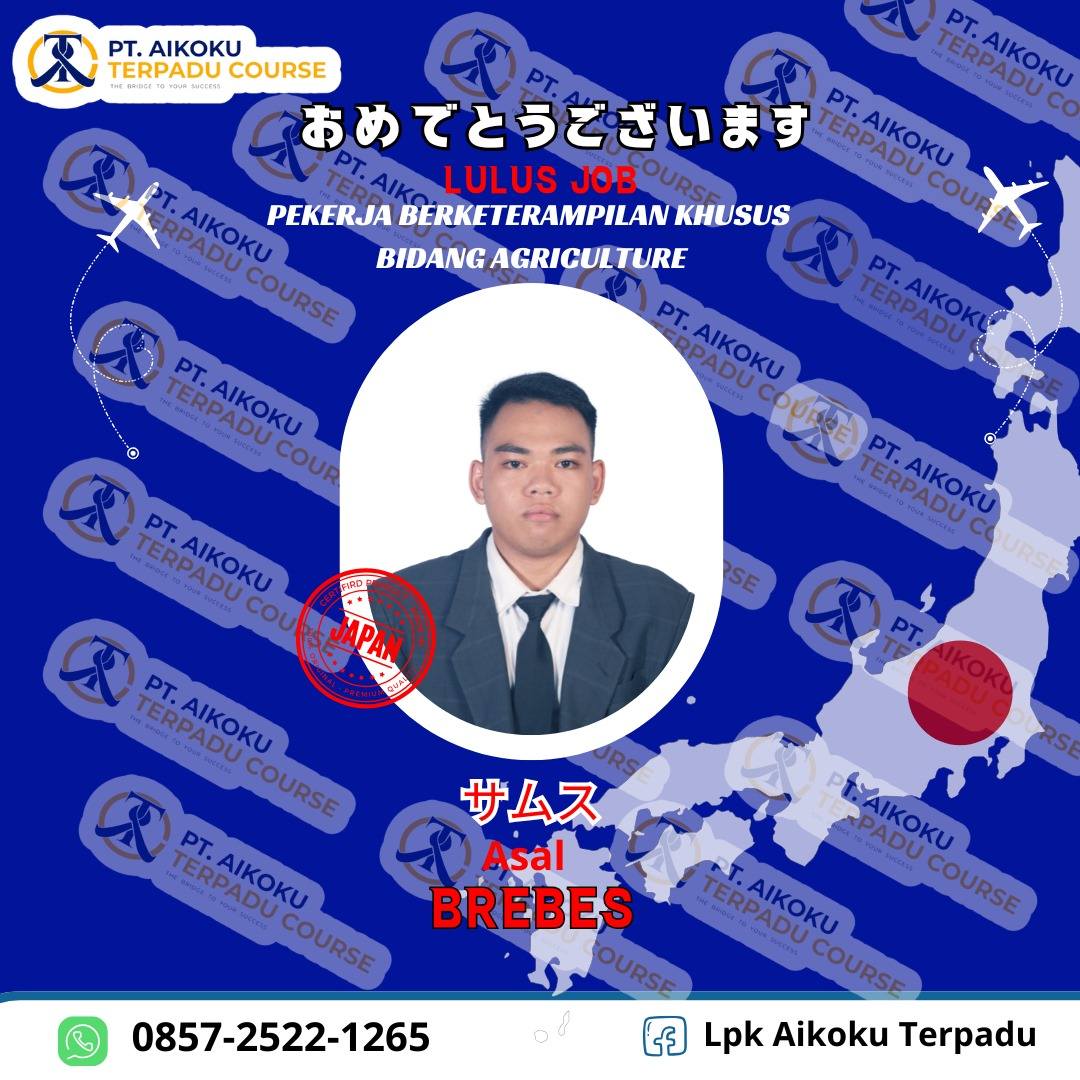 PT. AIKOKU
TERPADU COURSE
THE BRIDGE TO YOUR SUCCESS
おめでとうございます
LULUS JOB
PEKERJA BERKETERAMPILAN KHUSUS
BIDANG AGRICULTURE
JAPAN
サムス
Asal
BREBES
0857-2522-1265
Lpk Aikoku Terpadu